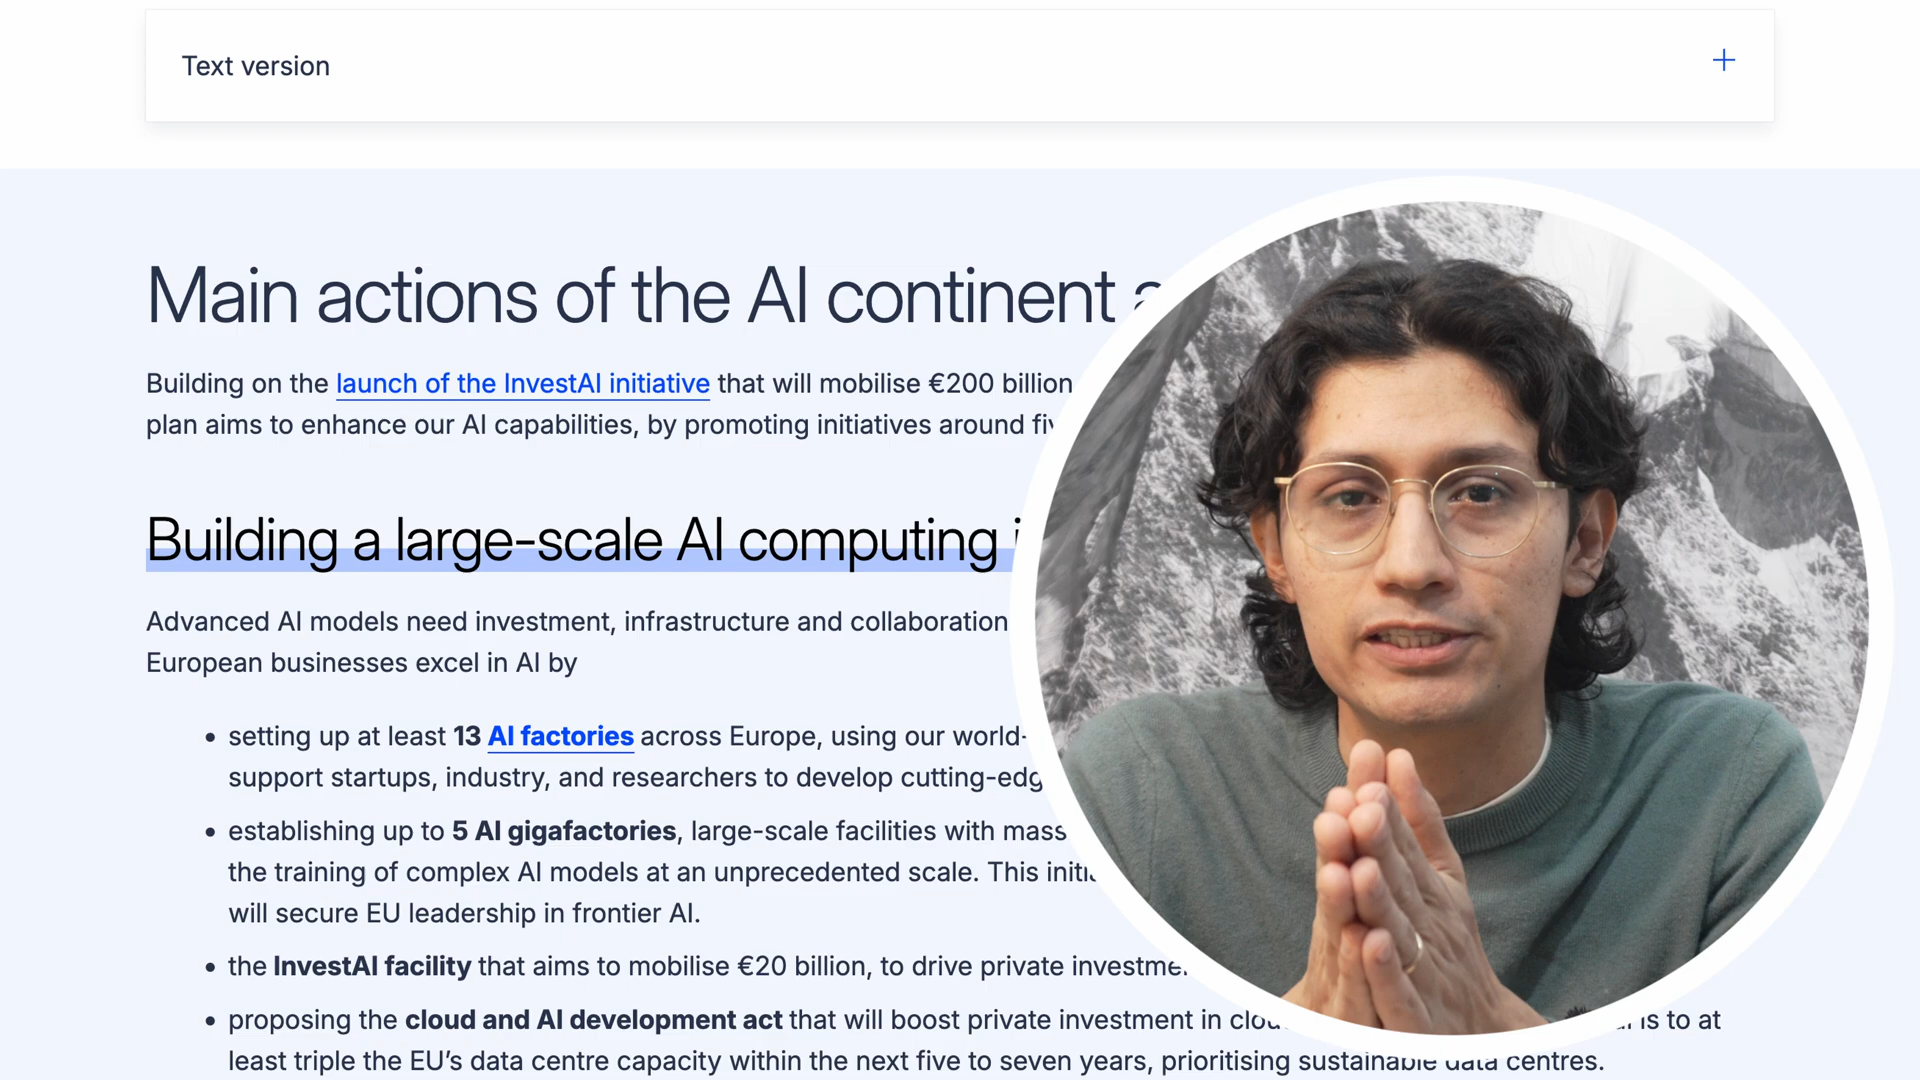 Text version
Main actions of the AI continent
Building on the launch of the InvestAI initiative that will mobilise €200 billion
plan aims to enhance our AI capabilities, by promoting initiatives around
Building a large-scale AI computing
Advanced AI models need investment, infrastructure and collaboration
European businesses excel in AI by
• setting up at least 13 AI factories across Europe, using our world-
support startups, industry, and researchers to develop
• establishing up to 5 AI gigafactories, large-scale facilities with
the training of complex AI models at an unprecedented scale. This
will secure EU leadership in frontier AI.
• the InvestAI facility that aims to mobilise €20 billion, to drive private
• proposing the cloud and AI development act that will boost private investment in is to at
least triple the EU's data centre capacity within the next five to seven years, prioritising sustainable data centres.